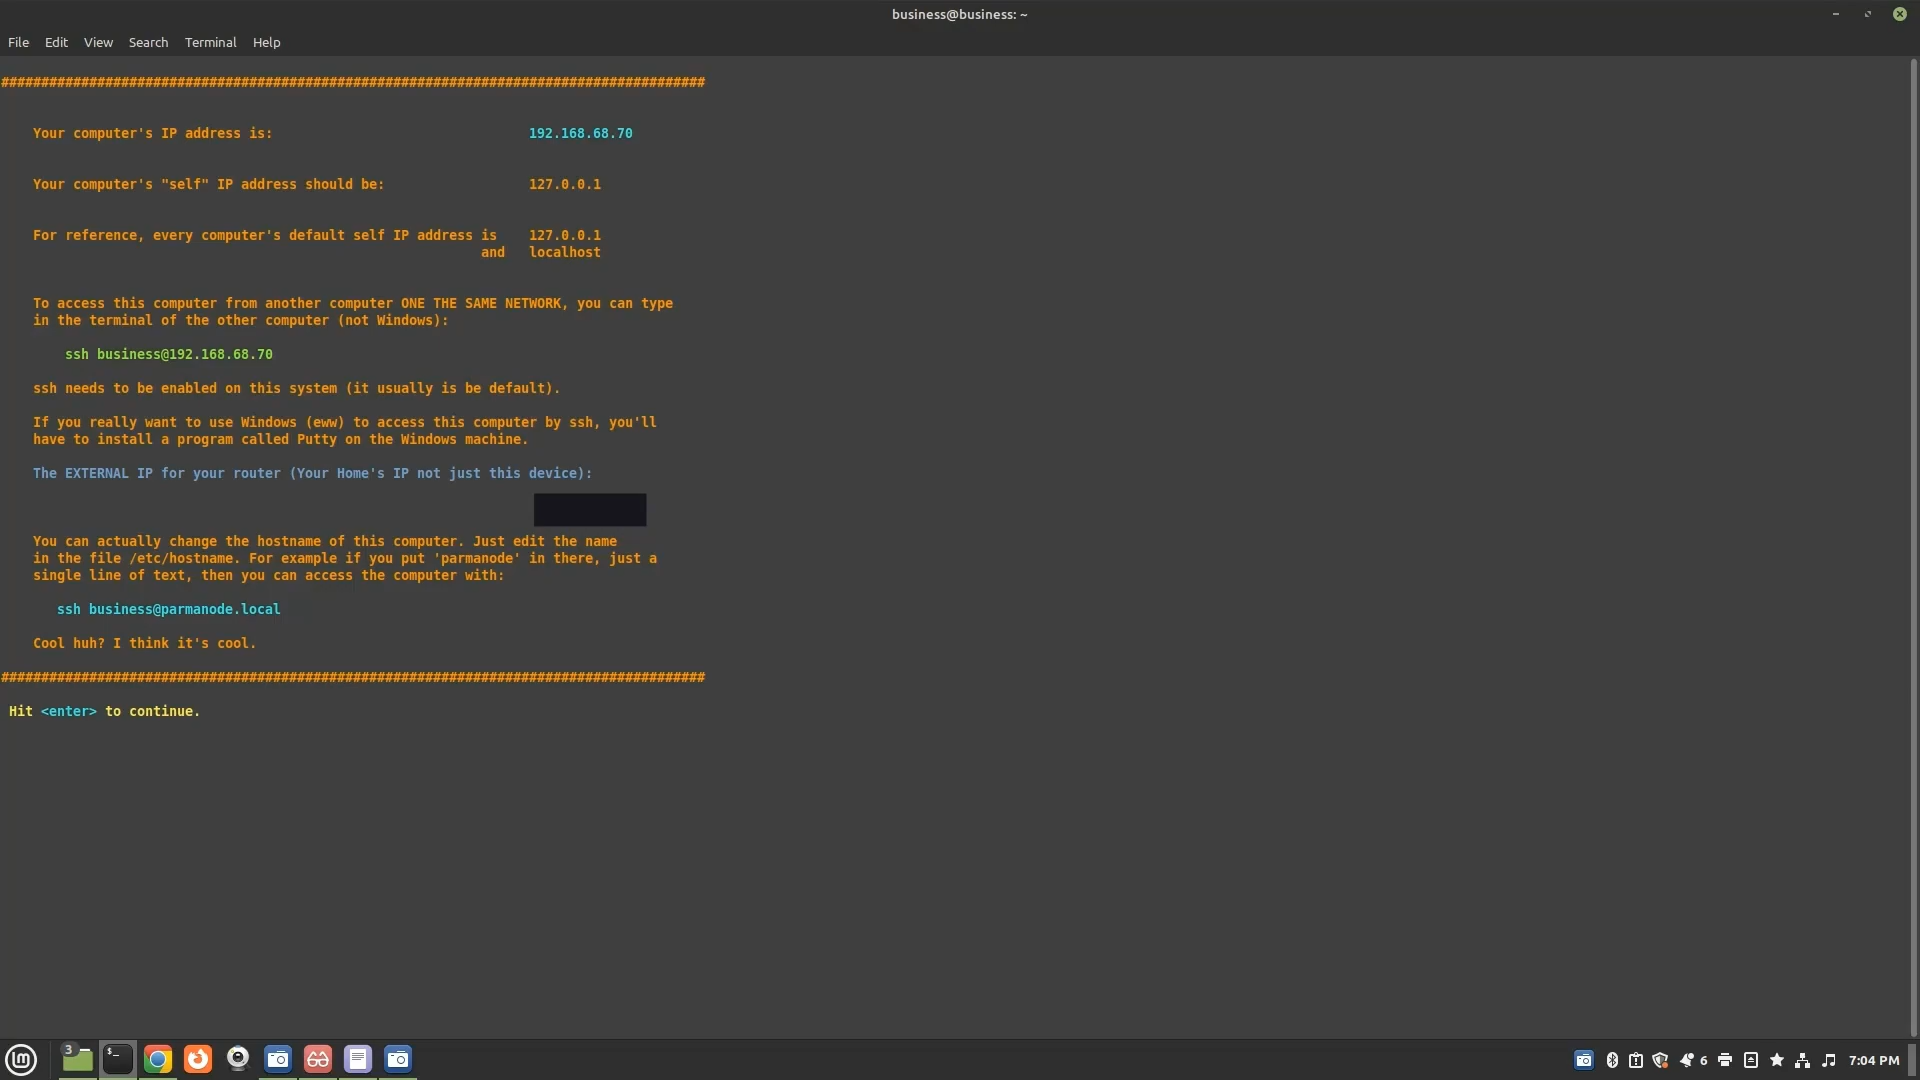 business@business: ~
File Edit View Search Terminal Help
########################################################################################
Your computer's IP address is: 192.168.68.70
Your computer's "self" IP address should be: 127.0.0.1
For reference, every computer's default self IP address is 127.0.0.1
and localhost
To access this computer from another computer ONE THE SAME NETWORK, you can type
in the terminal of the other computer (not Windows):
ssh business@192.168.68.70
ssh needs to be enabled on this system (it usually is be default).
If you really want to use Windows (eww) to access this computer by ssh, you'll
have to install a program called Putty on the Windows machine.
The EXTERNAL IP for your router (Your Home's IP not just this device):
You can actually change the hostname of this computer. Just edit the name
in the file /etc/hostname. For example if you put 'parmanode' in there, just a
single line of text, then you can access the computer with:
ssh business@parmanode.local
Cool huh? I think it's cool.
########################################################################################
Hit <enter> to continue.
3 $_ 6 7:04 PM